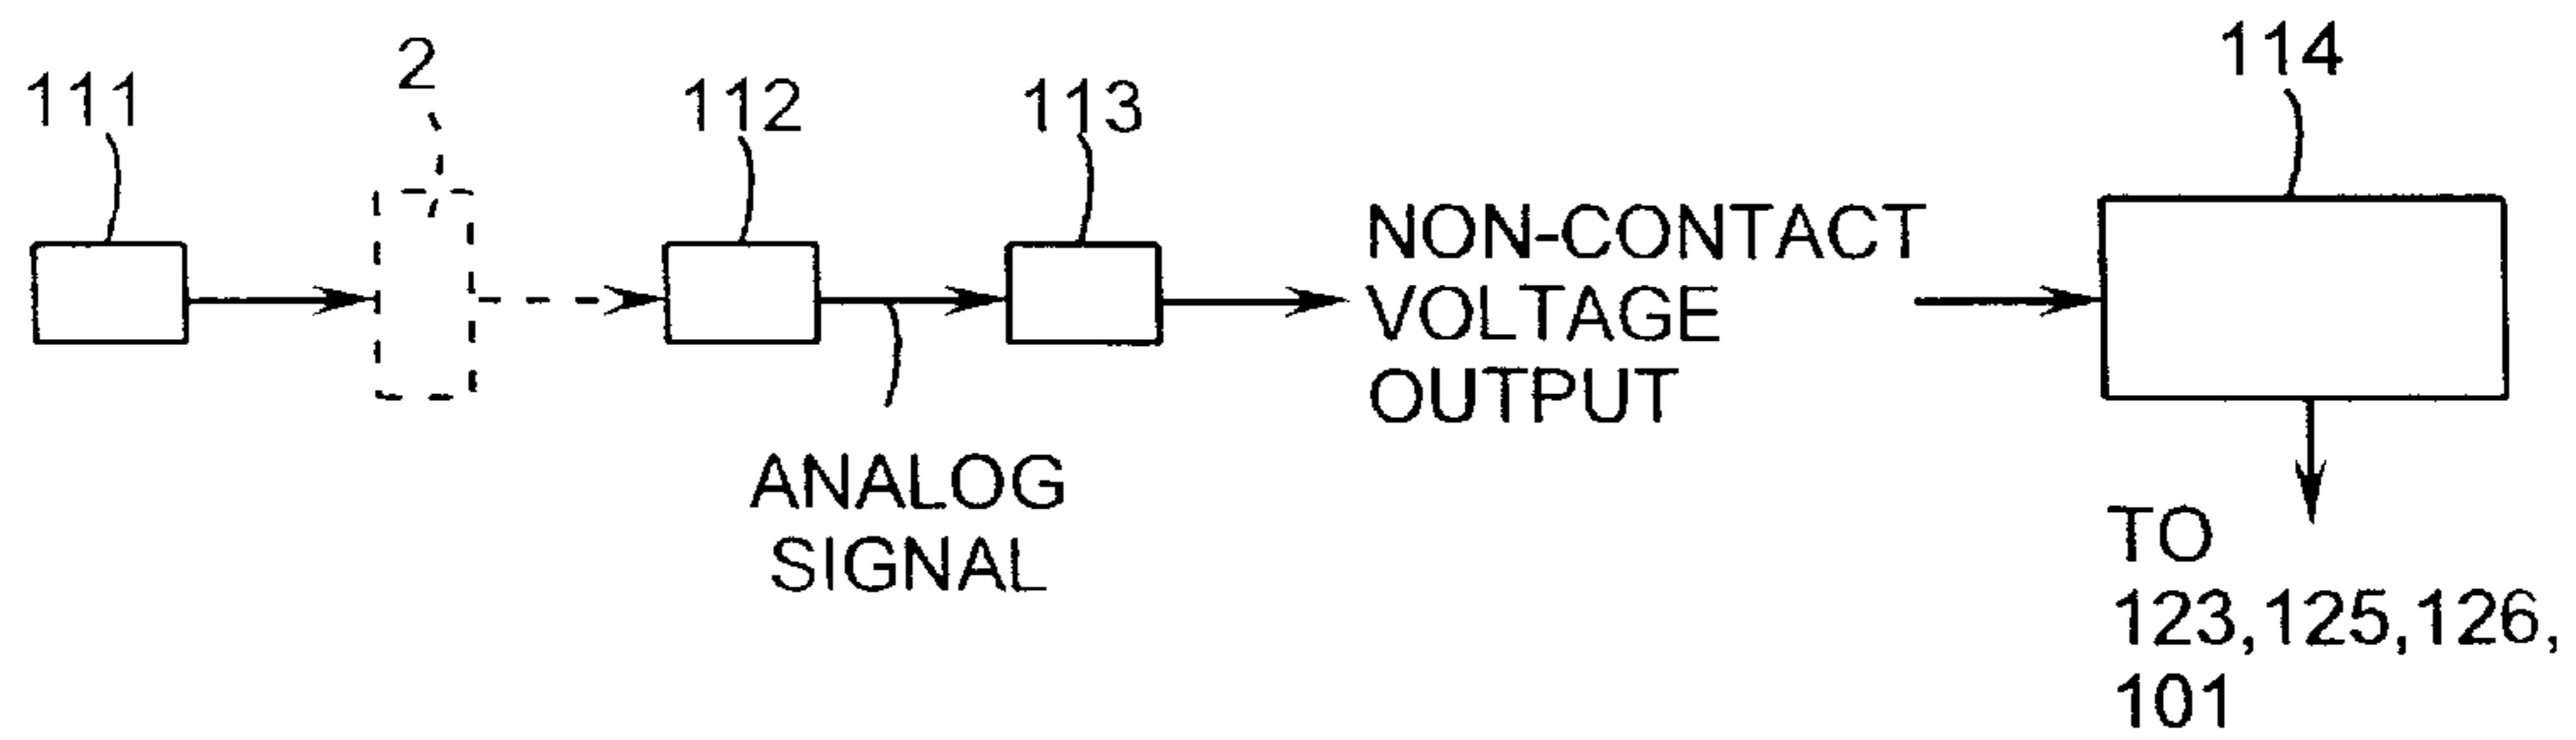 111
2
112
113
114
NON-CONTACT
VOLTAGE
OUTPUT
ANALOG
SIGNAL
TO
123,125,126,
101